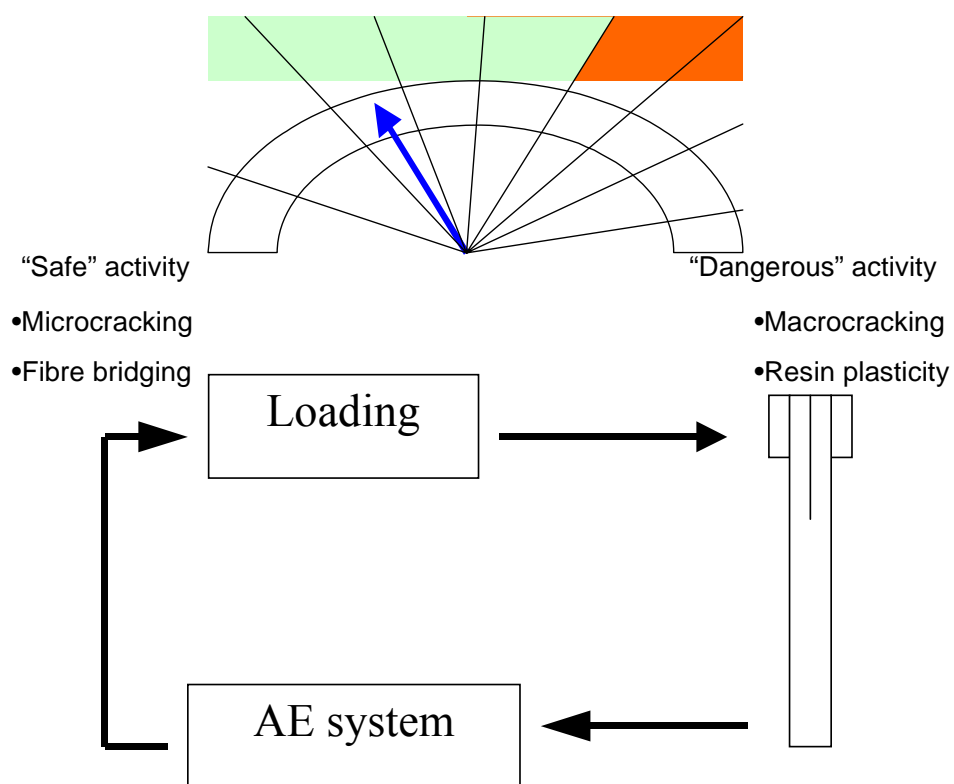 “Safe” activity
•Microcracking
•Fibre bridging
“Dangerous” activity
•Macrocracking
•Resin plasticity
Loading
AE system